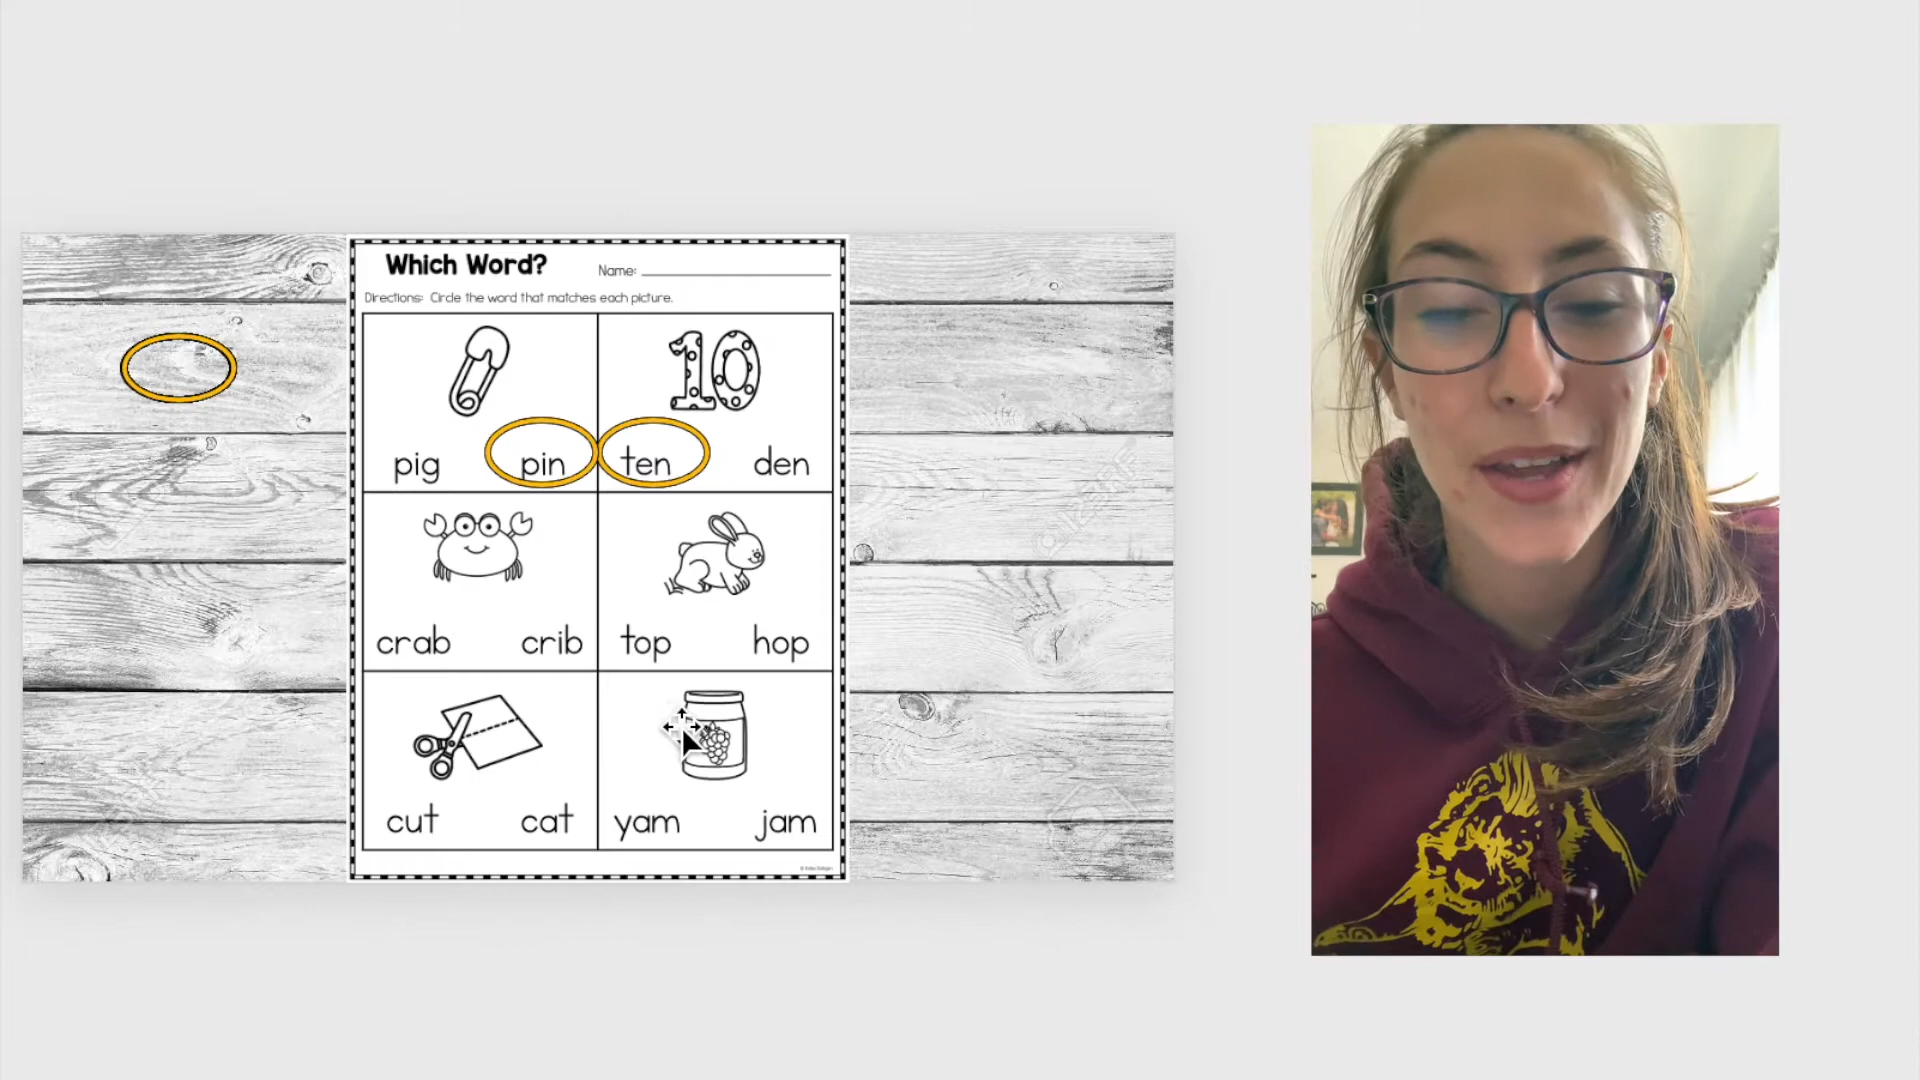 Which Word?
Name:
Directions: Circle the word that matches each picture.
10
pig pin ten den
crab crib top hop
cut cat yam jam